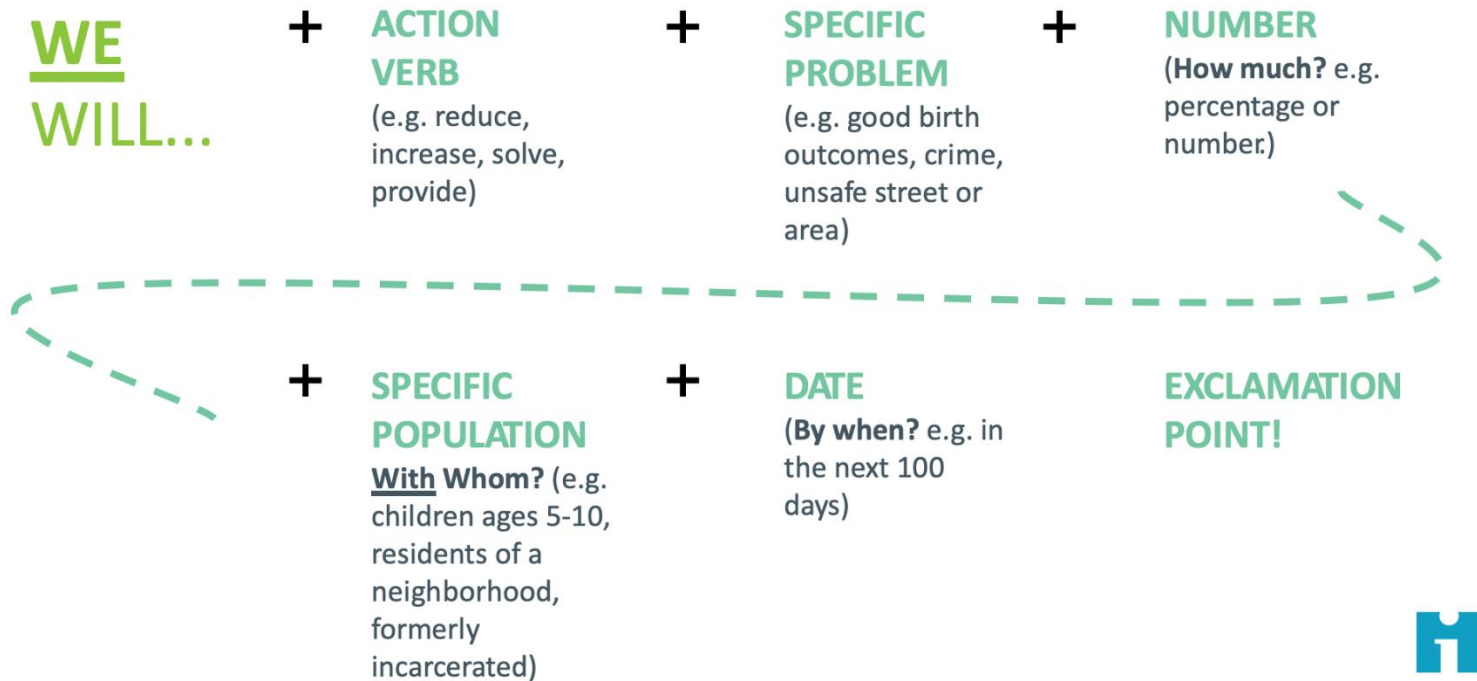 WE
WILL...
+
ACTION
VERB
(e.g. reduce,
increase, solve,
provide)
+
SPECIFIC
PROBLEM
(e.g. good birth
outcomes, crime,
unsafe street or
area)
+
NUMBER
(How much? e.g.
percentage or
number.)
+
SPECIFIC
POPULATION
With Whom? (e.g.
children ages 5-10,
residents of a
neighborhood,
formerly
incarcerated)
+
DATE
(By when? e.g. in
the next 100
days)
EXCLAMATION
POINT!